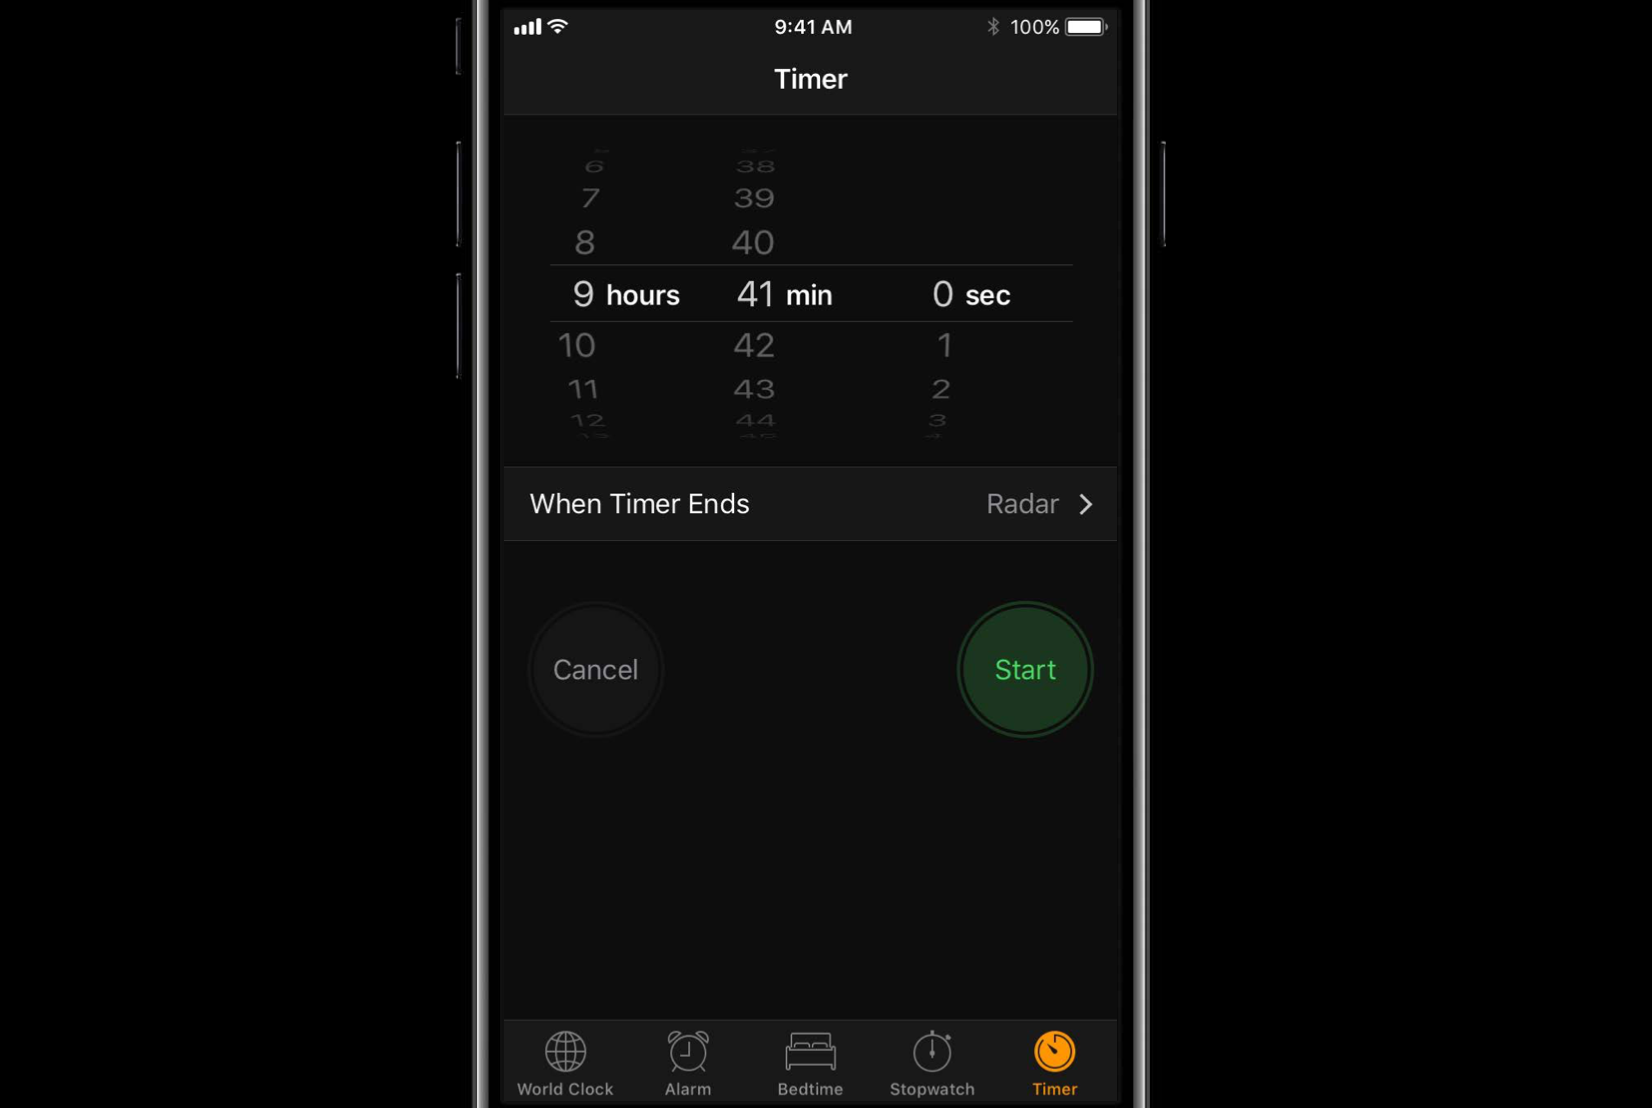 9:41 AM 100%
Timer
6 38
7 39
8 40
9 hours 41 min 0 sec
10 42 1
11 43 2
12 44 3
When Timer Ends Radar
Cancel Start
World Clock Alarm Bedtime Stopwatch Timer